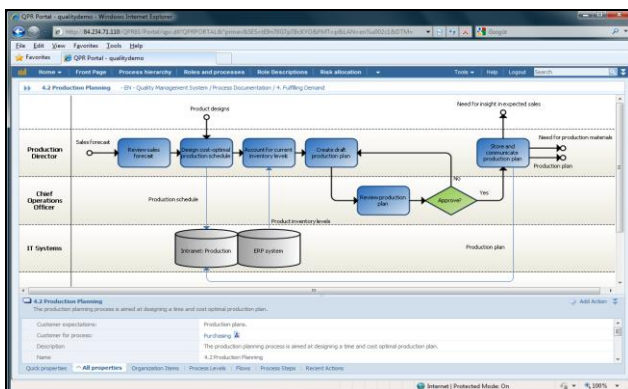 QPR Portal - qualitydemo - Windows Internet Explorer
Google
File Edit View Favorites Tools Help
Favorites QPR Portal - qualitydemo
Home Front Page Process hierarchy Roles and processes Role Descriptions Risk allocation Tools Help Logout Search
4.2 Production Planning - EN - Quality Management System / Process Documentation / 4. Fulfilling Demand
Product designs
Need for insight in expected sales
Production Director
Sales forecast
Review sales forecast
Design cost-optimal production schedule
Account for current inventory levels
Create draft production plan
Store and communicate production plan
Need for production materials
Production plan
No
Chief Operations Officer
Production schedule
Review production plan
Approve?
Yes
Product inventory levels
IT Systems
Intranet: Production
ERP system
Production plan
4.2 Production Planning
Add Action
The production planning process is aimed at designing a time and cost optimal production plan.
Customer expectations: Production plans.
Customer for process: Purchasing
Description The production planning process is aimed at designing a time and cost optimal production plan.
Name 4.2 Production Planning
Quick properties All properties Organization Items Process Levels Flows Process Steps Recent Actions
Internet | Protected Mode: On 100%